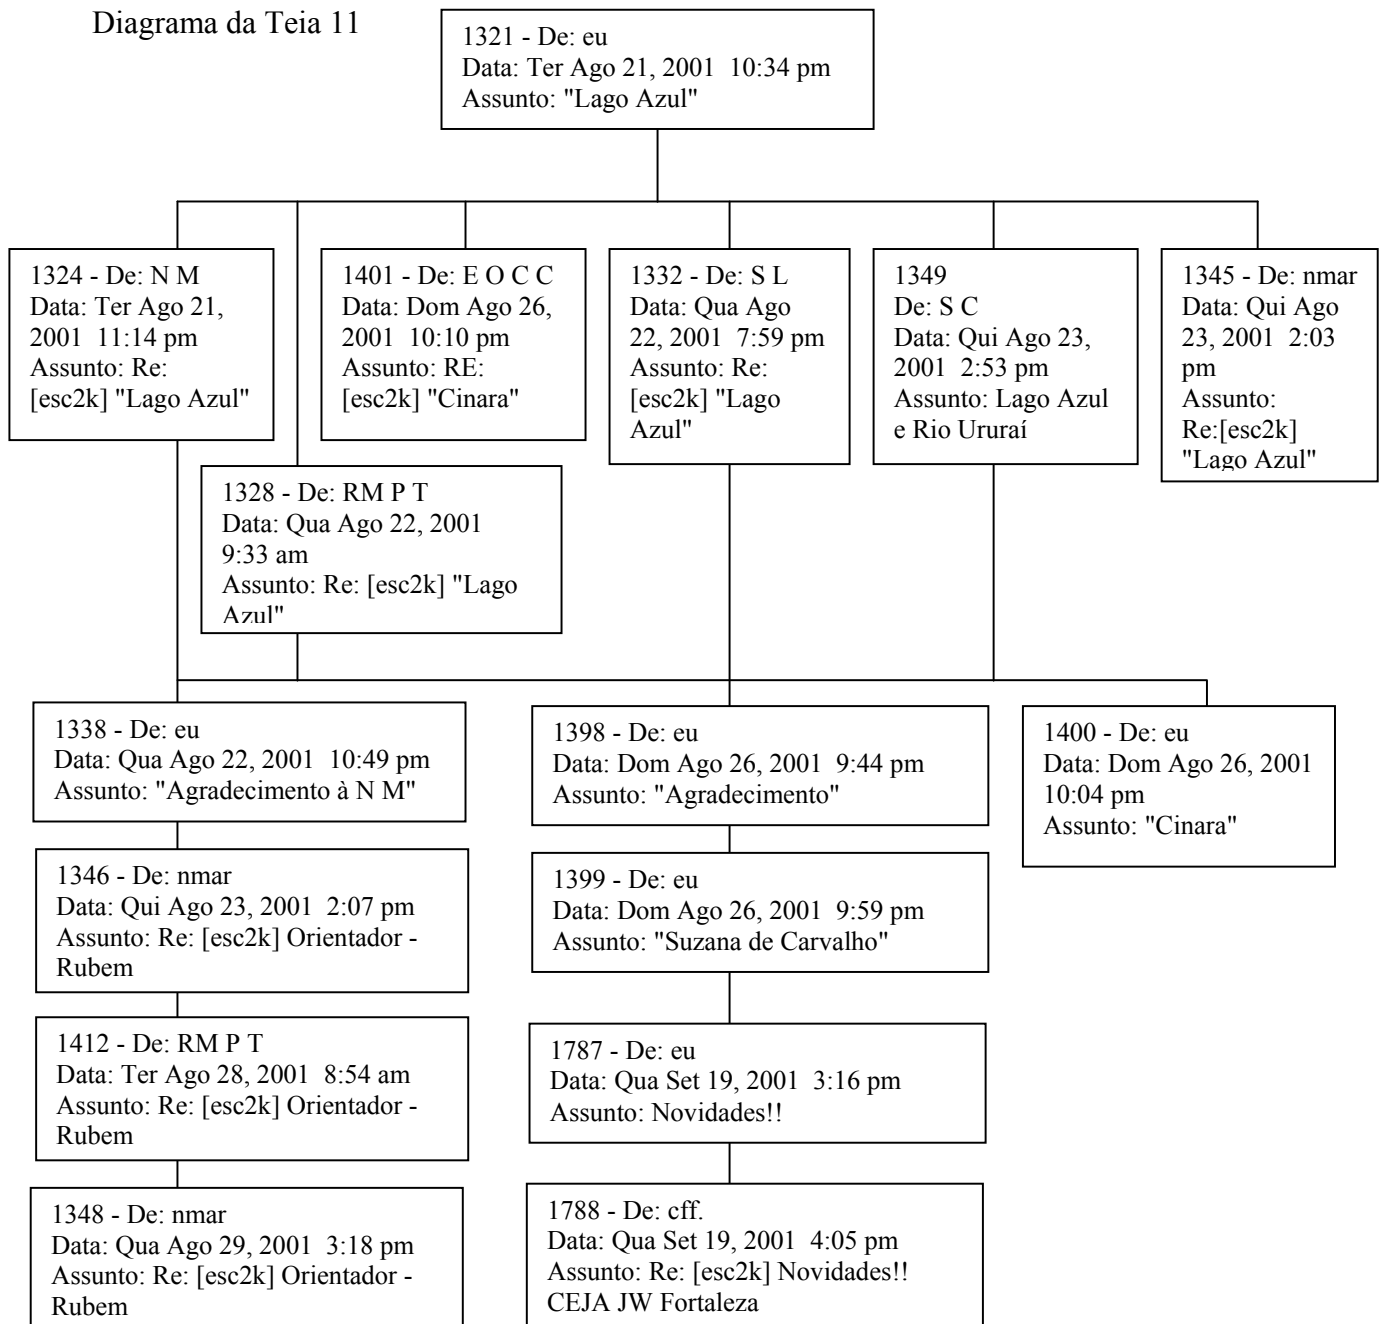 Diagrama da Teia 11
1321 - De: eu
Data: Ter Ago 21, 2001  10:34 pm
Assunto: "Lago Azul"
1324 - De: N M
Data: Ter Ago 21,
2001  11:14 pm
Assunto: Re:
[esc2k] "Lago Azul"
1401 - De: E O C C
Data: Dom Ago 26,
2001  10:10 pm
Assunto: RE:
[esc2k] "Cinara"
1332 - De: S L
Data: Qua Ago
22, 2001  7:59 pm
Assunto: Re:
[esc2k] "Lago
Azul"
1349
De: S C
Data: Qui Ago 23,
2001  2:53 pm
Assunto: Lago Azul
e Rio Ururaí
1345 - De: nmar
Data: Qui Ago
23, 2001  2:03
pm
Assunto:
Re:[esc2k]
"Lago Azul"
1328 - De: RM P T
Data: Qua Ago 22, 2001
9:33 am
Assunto: Re: [esc2k] "Lago
Azul"
1338 - De: eu
Data: Qua Ago 22, 2001  10:49 pm
Assunto: "Agradecimento à N M"
1398 - De: eu
Data: Dom Ago 26, 2001  9:44 pm
Assunto: "Agradecimento"
1400 - De: eu
Data: Dom Ago 26, 2001
10:04 pm
Assunto: "Cinara"
1346 - De: nmar
Data: Qui Ago 23, 2001  2:07 pm
Assunto: Re: [esc2k] Orientador -
Rubem
1399 - De: eu
Data: Dom Ago 26, 2001  9:59 pm
Assunto: "Suzana de Carvalho"
1412 - De: RM P T
Data: Ter Ago 28, 2001  8:54 am
Assunto: Re: [esc2k] Orientador -
Rubem
1787 - De: eu
Data: Qua Set 19, 2001  3:16 pm
Assunto: Novidades!!
1348 - De: nmar
Data: Qua Ago 29, 2001  3:18 pm
Assunto: Re: [esc2k] Orientador -
Rubem
1788 - De: cff.
Data: Qua Set 19, 2001  4:05 pm
Assunto: Re: [esc2k] Novidades!!
CEJA JW Fortaleza